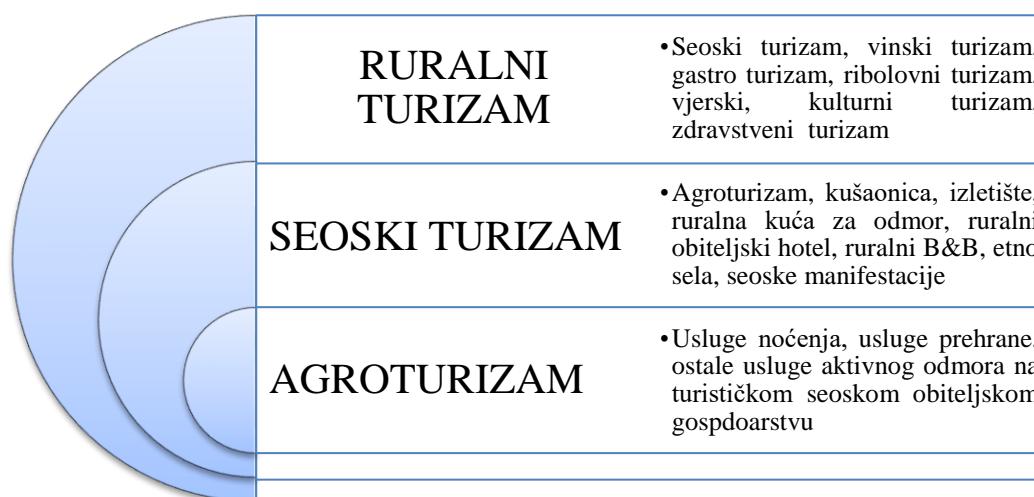 RURALNI
TURIZAM
•Seoski turizam, vinski turizam,
gastro turizam, ribolovni turizam,
vjerski, kulturni turizam,
zdravstveni turizam
SEOSKI TURIZAM
•Agroturizam, kušaonica, izletište,
ruralna kuća za odmor, ruralni
obiteljski hotel, ruralni B&B, etno
sela, seoske manifestacije
AGROTURIZAM
•Usluge noćenja, usluge prehrane,
ostale usluge aktivnog odmora na
turističkom seoskom obiteljskom
gospdoarstvu